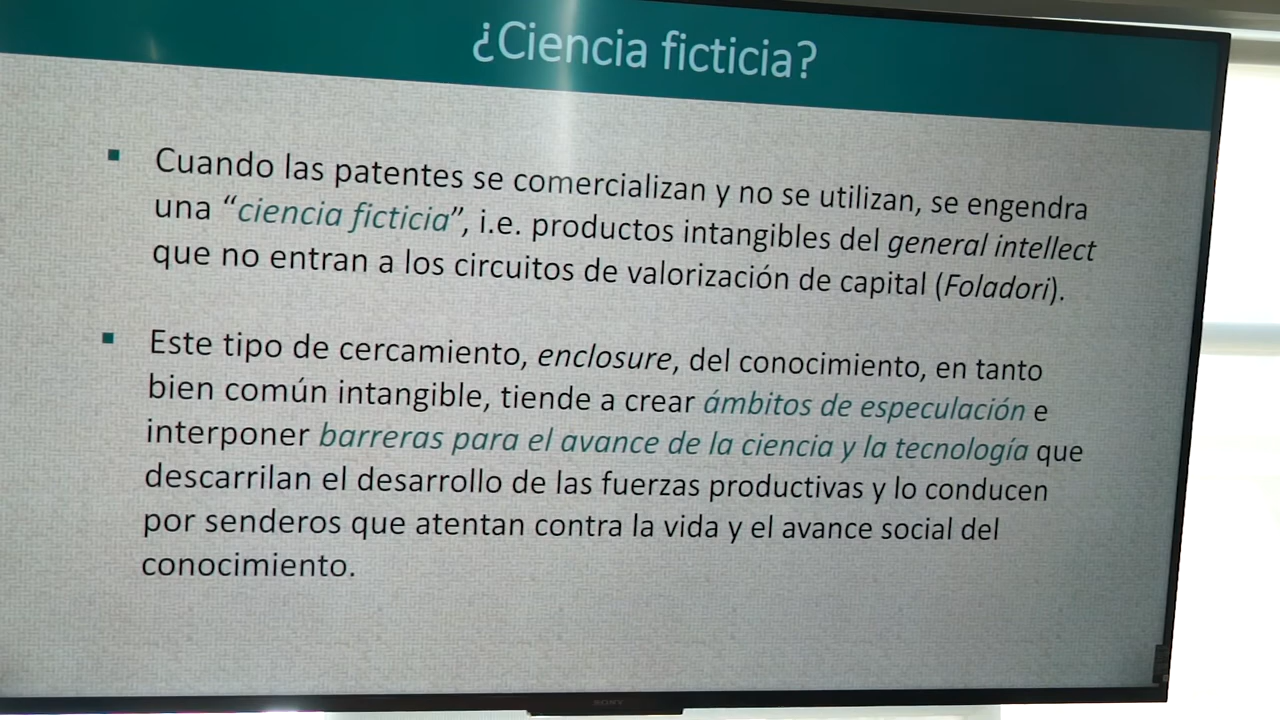 ¿Ciencia ficticia?
Cuando las patentes se comercializan y no se utilizan, se engendra
una “ciencia ficticia”, i.e. productos intangibles del general intellect
que no entran a los circuitos de valorización de capital (Foladori).
Este tipo de cercamiento, enclosure, del conocimiento, en tanto
bien común intangible, tiende a crear ámbitos de especulación e
interponer barreras para el avance de la ciencia y la tecnología que
descarrilan el desarrollo de las fuerzas productivas y lo conducen
por senderos que atentan contra la vida y el avance social del
conocimiento.
SONY